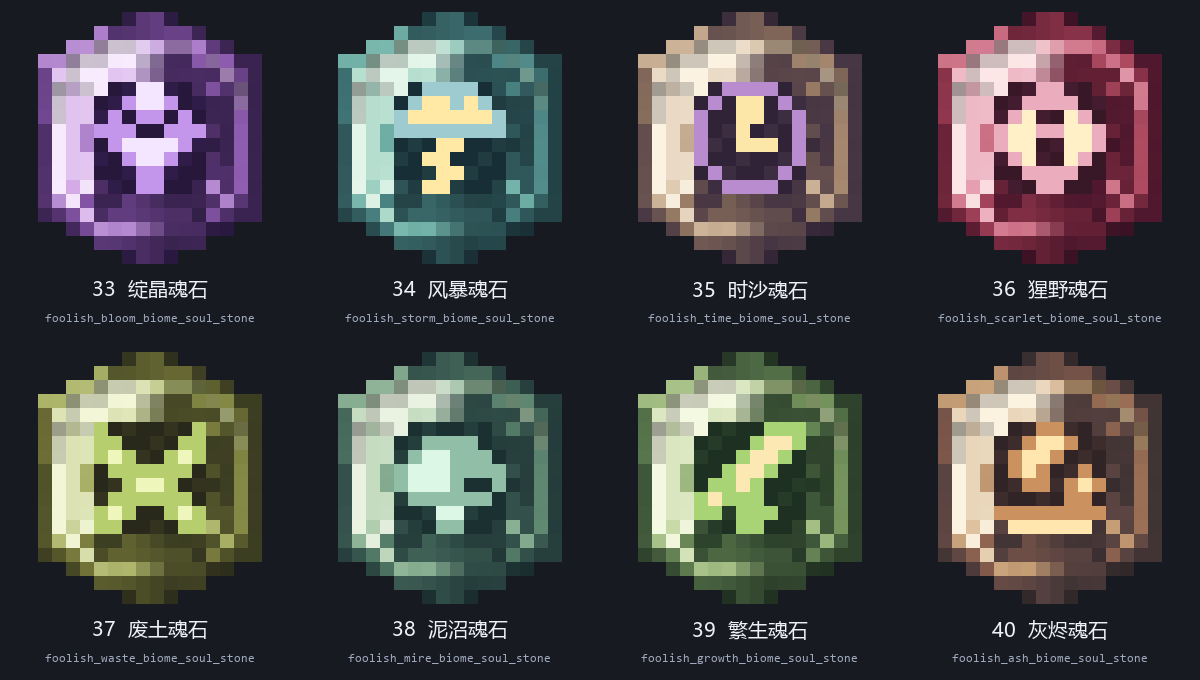 33 绽晶魂石
34 风暴魂石
35 时沙魂石
36 猩野魂石
foolish_bloom_biome_soul_stone
foolish_storm_biome_soul_stone
foolish_time_biome_soul_stone
foolish_scarlet_biome_soul_stone
37 废土魂石
38 泥沼魂石
39 繁生魂石
40 灰烬魂石
foolish_waste_biome_soul_stone
foolish_mire_biome_soul_stone
foolish_growth_biome_soul_stone
foolish_ash_biome_soul_stone